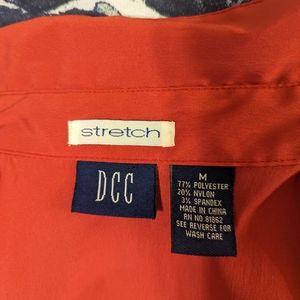 stretch
DCC
M
77% POLYESTER
20% NYLON
3% SPANDEX
MADE IN CHINA
RN NO 81862
SEE REVERSE FOR
WASH CARE